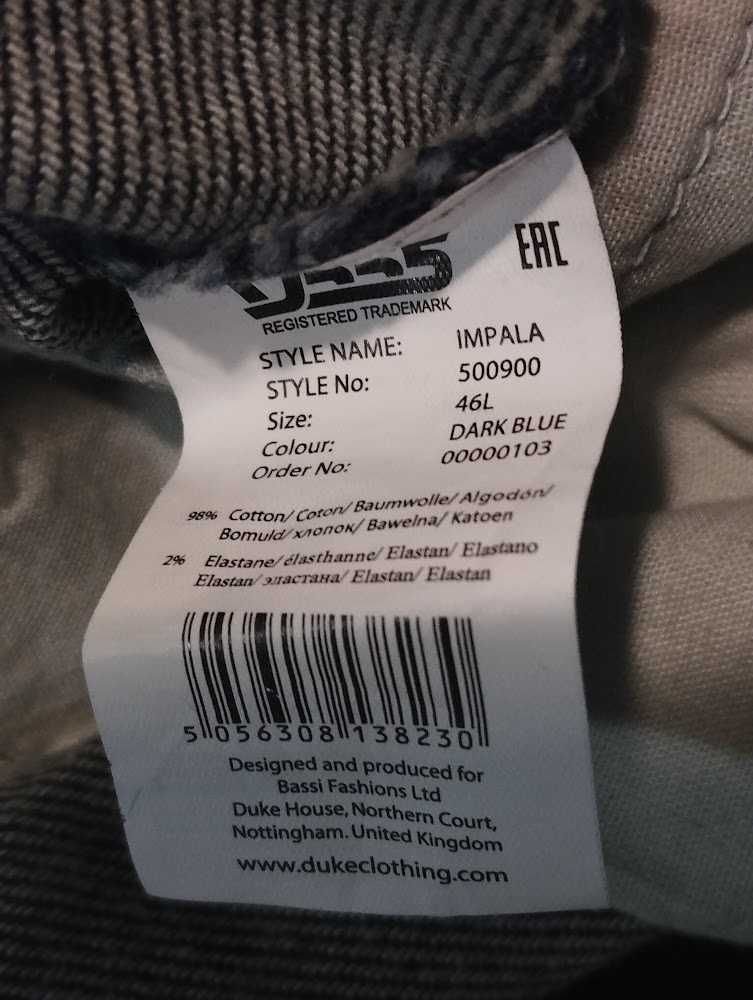 EAC
REGISTERED TRADEMARK
STYLE NAME: IMPALA
STYLE No: 500900
Size: 46L
Colour: DARK BLUE
Order No: 00000103
98% Cotton/ Coton/ Baumwolle/ Algodón/
Bomuld/ хлопок/ Bawelna/ Katoen
2% Elastane/ élasthanne/ Elastan/ Elastano
Elastan/ эластана/ Elastan/ Elastan
5 056308 138230
Designed and produced for
Bassi Fashions Ltd
Duke House, Northern Court,
Nottingham. United Kingdom
www.dukeclothing.com